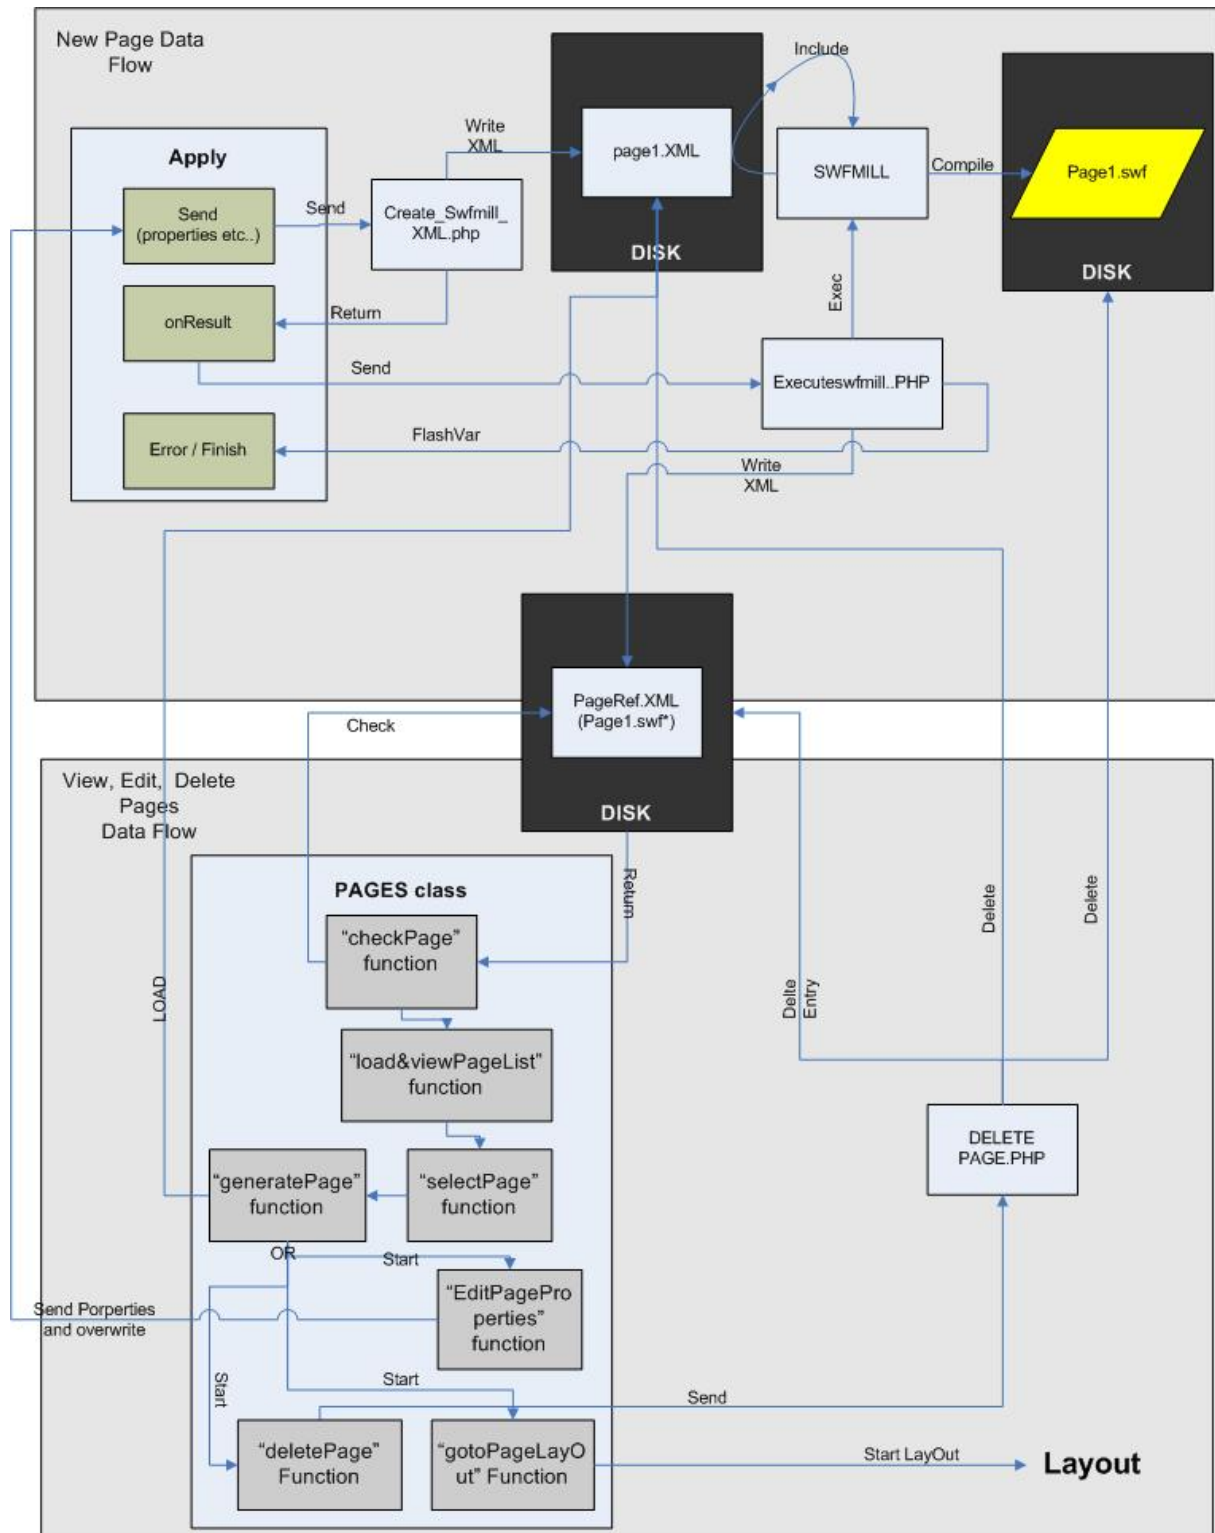 New Page Data
Flow
Apply
Send
(properties etc..)
onResult
Error / Finish
Send
Return
Send
FlashVar
Create_Swfmill_
XML.php
Write
XML
page1.XML
DISK
Include
SWFMILL
Compile
Page1.swf
DISK
Exec
Executeswfmill..PHP
Write
XML
PageRef.XML
(Page1.swf*)
DISK
Check
Return
View, Edit,  Delete
Pages
Data Flow
LOAD
PAGES class
“checkPage”
function
“load&viewPageList”
function
“generatePage”
function
“selectPage”
function
OR
Start
“EditPagePro
perties”
function
Send Porperties
and overwrite
Start
Start
“deletePage”
Function
“gotoPageLayO
ut” Function
Send
Start LayOut
Layout
DELETE
PAGE.PHP
Delte
Entry
Delete
Delete